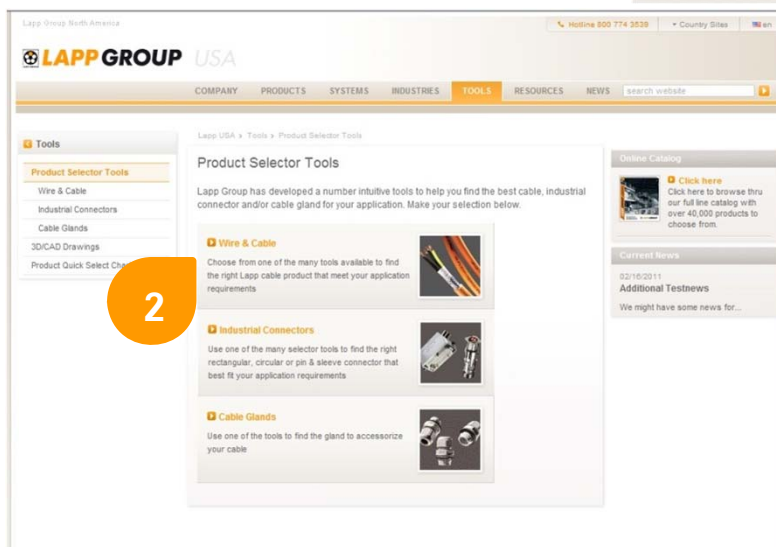 Lapp Group North America
Hotline 800 774 3539
Country Sites
en
LAPP GROUP USA
COMPANY PRODUCTS SYSTEMS INDUSTRIES TOOLS RESOURCES NEWS search website
Tools
Product Selector Tools
Wire & Cable
Industrial Connectors
Cable Glands
3D/CAD Drawings
Product Quick Select
2
Lapp USA Tools Product Selector Tools
Product Selector Tools
Lapp Group has developed a number intuitive tools to help you find the best cable, industrial
connector and/or cable gland for your application. Make your selection below.
Wire & Cable
Choose from one of the many tools available to find
the right Lapp cable product that meet your application
requirements
Industrial Connectors
Use one of the many selector tools to find the right
rectangular, circular or pin & sleeve connector that
best fit your application requirements
Cable Glands
Use one of the tools to find the gland to accessorize
your cable
Online Catalog
Click here
Click here to browse thru
our full line catalog with
over 40,000 products to
choose from.
Current News
02/16/2011
Additional Testnews
We might have some news for...